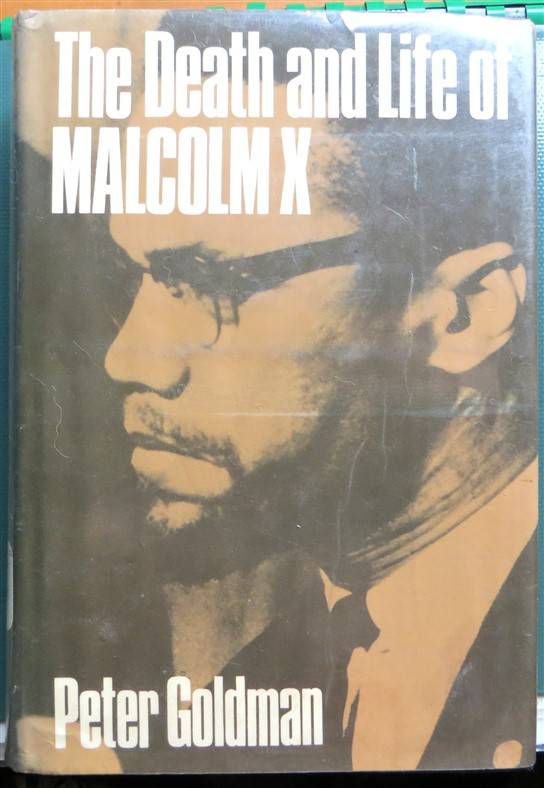 The Death and Life of
MALCOLM X
Peter Goldman